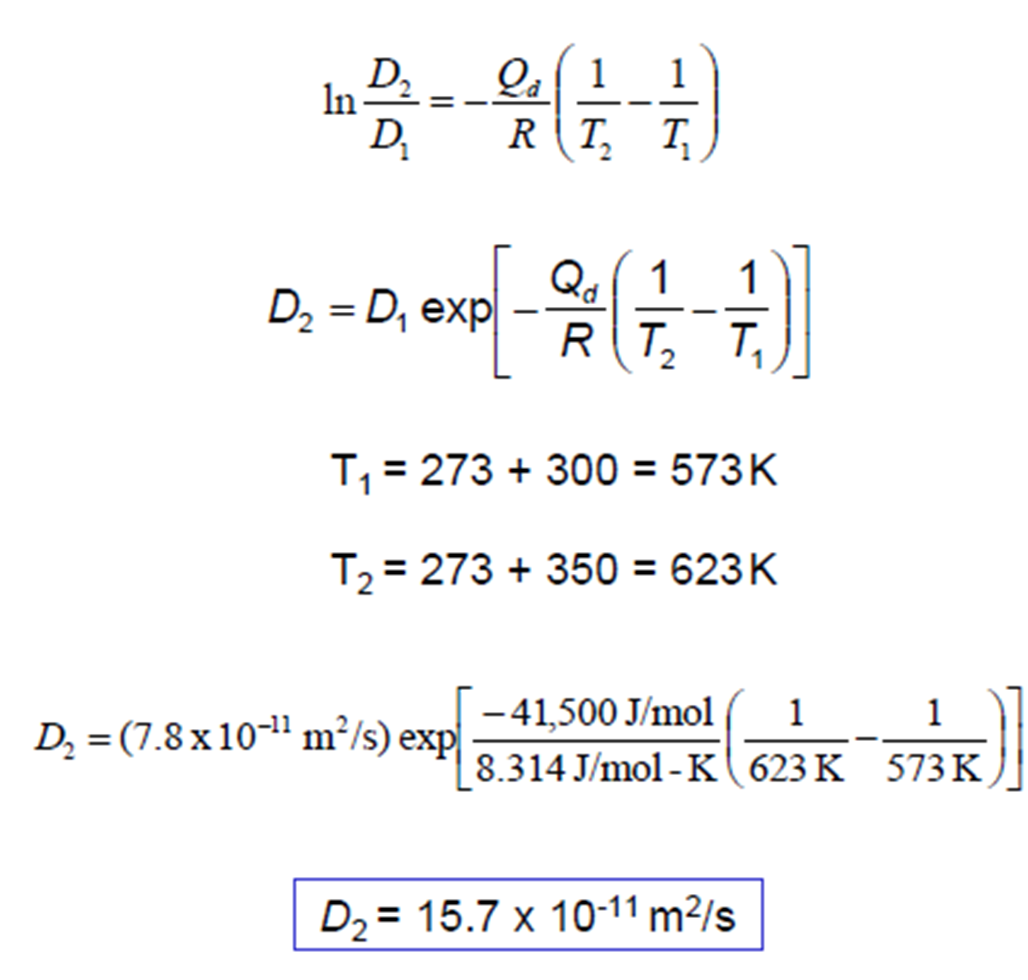 ln D₂/D₁ = −Q_d/R (1/T₂ − 1/T₁)
D₂ = D₁ exp[−Q_d/R (1/T₂ − 1/T₁)]
T₁ = 273 + 300 = 573 K
T₂ = 273 + 350 = 623 K
D₂ = (7.8 x 10⁻¹¹ m²/s) exp[−41,500 J/mol / 8.314 J/mol - K (1/623 K − 1/573 K)]
D₂ = 15.7 x 10⁻¹¹ m²/s